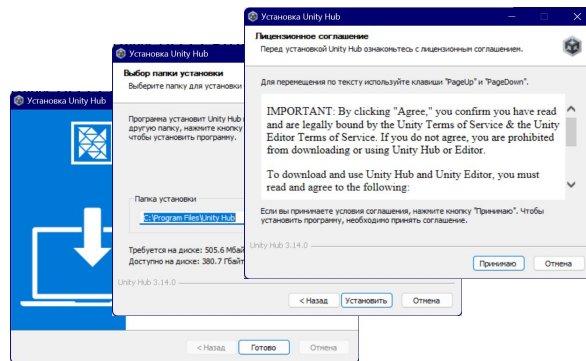 Установка Unity Hub
Лицензионное соглашение
Перед установкой Unity Hub ознакомьтесь с лицензионным соглашением.
Для перемещения по тексту используйте клавиши "PageUp" и "PageDown".
IMPORTANT: By clicking "Agree," you confirm you have read
and are legally bound by the Unity Terms of Service & the Unity
Editor Terms of Service. If you do not agree, you are prohibited
from downloading or using Unity Hub or Editor.
To download and use Unity Hub and Unity Editor, you must
read and agree to the following:
Если вы принимаете условия соглашения, нажмите кнопку "Принимаю". Чтобы
установить программу, необходимо принять соглашение.
Unity Hub 3.14.0
Принимаю
Отмена
Установка Unity Hub
Выбор папки установки
Выберите папку для установки
Программа установит Unity Hub
другую папку, нажмите кнопку
чтобы установить программу.
Папка установки
C:\Program Files\Unity Hub
Требуется на диске: 505.6 Мбай
Доступно на диске: 380.7 Гбайт
Unity Hub 3.14.0
< Назад
Установить
Отмена
Установка Unity Hub
< Назад
Готово
Отмена